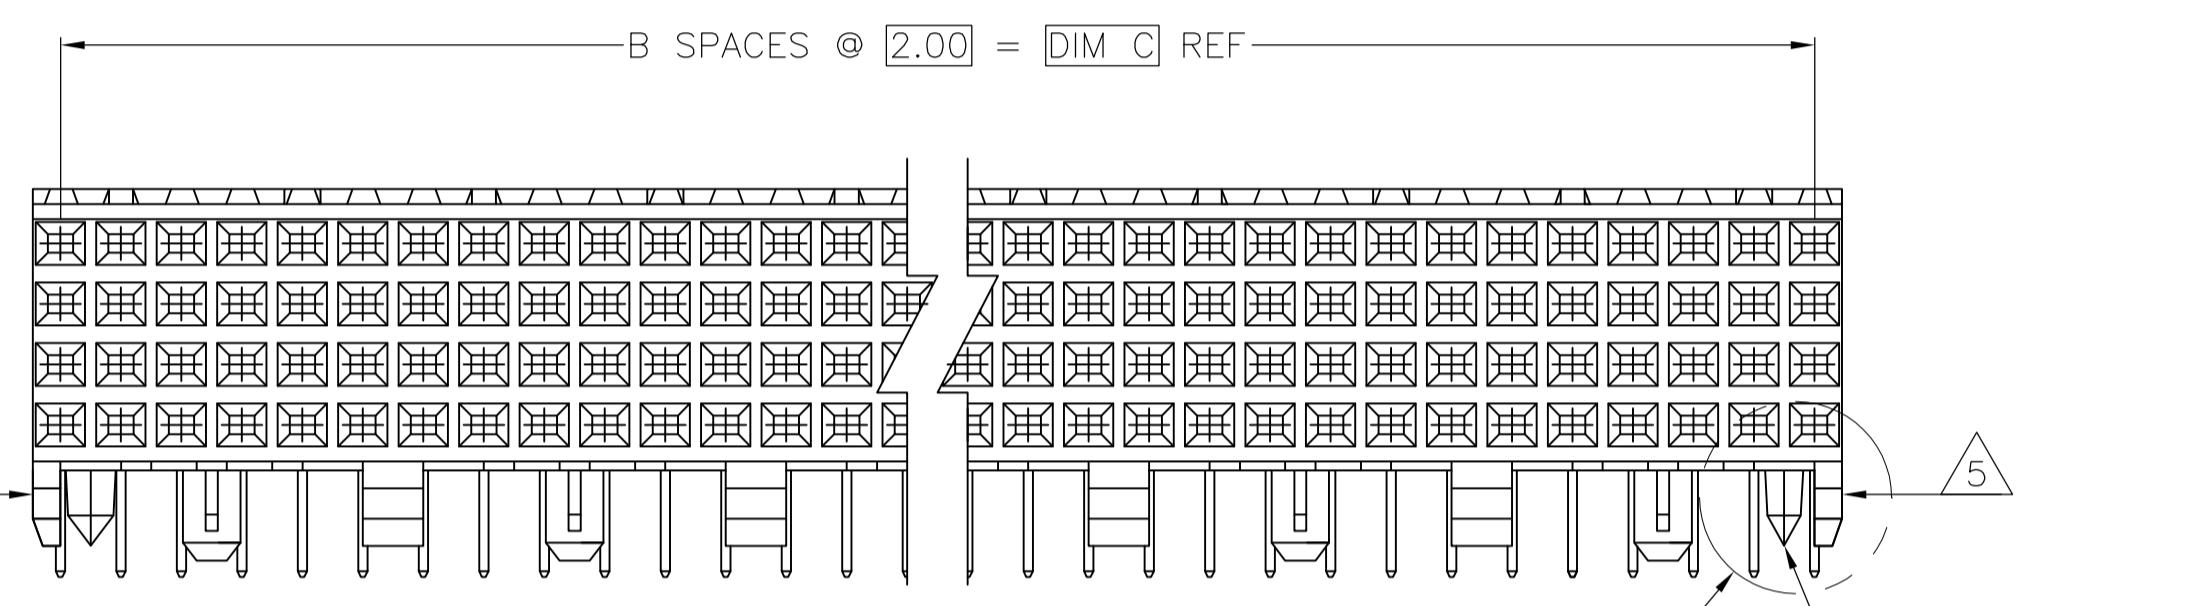 B SPACES @ 2.00 = DIM C REF
5